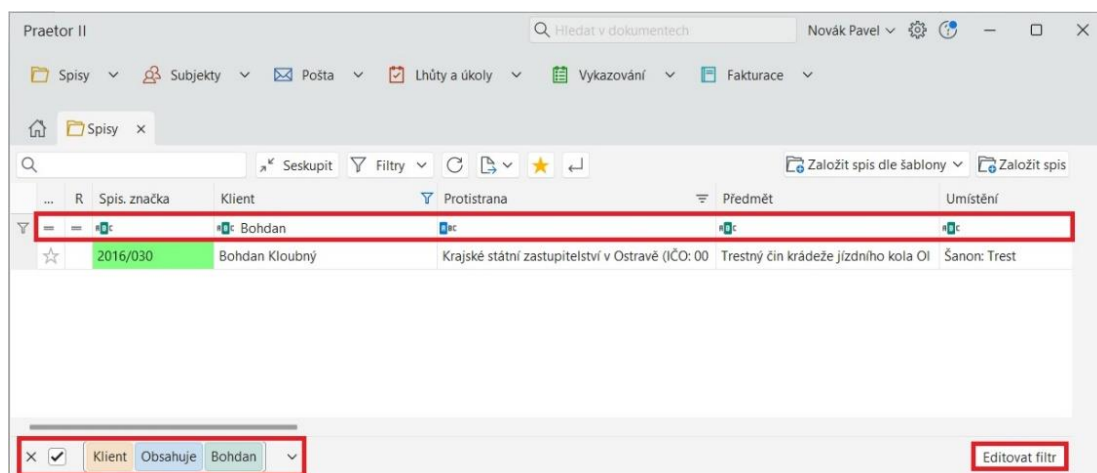 Praetor II Hledat v dokumentech Novák Pavel
Spisy Subjekty Pošta Lhůty a úkoly Vykazování Fakturace
Spisy
Seskupit Filtry Založit spis dle šablony Založit spis
... R Spis. značka Klient Protistrana Předmět Umístění
= = Bohdan
2016/030 Bohdan Kloubný Krajské státní zastupitelství v Ostravě (IČO: 00 Trestný čin krádeže jízdního kola Ol Šanon: Trest
Klient Obsahuje Bohdan Editovat filtr